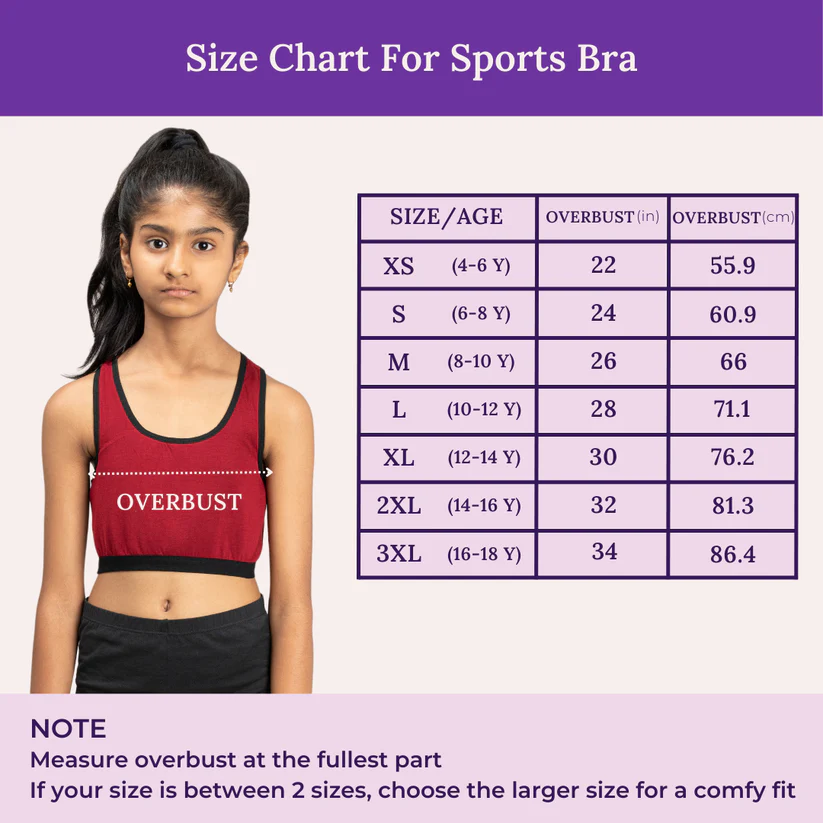 Size Chart For Sports Bra
SIZE/AGE OVERBUST(in) OVERBUST(cm)
XS (4-6 Y) 22 55.9
S (6-8 Y) 24 60.9
M (8-10 Y) 26 66
L (10-12 Y) 28 71.1
XL (12-14 Y) 30 76.2
2XL (14-16 Y) 32 81.3
3XL (16-18 Y) 34 86.4
OVERBUST
NOTE
Measure overbust at the fullest part
If your size is between 2 sizes, choose the larger size for a comfy fit